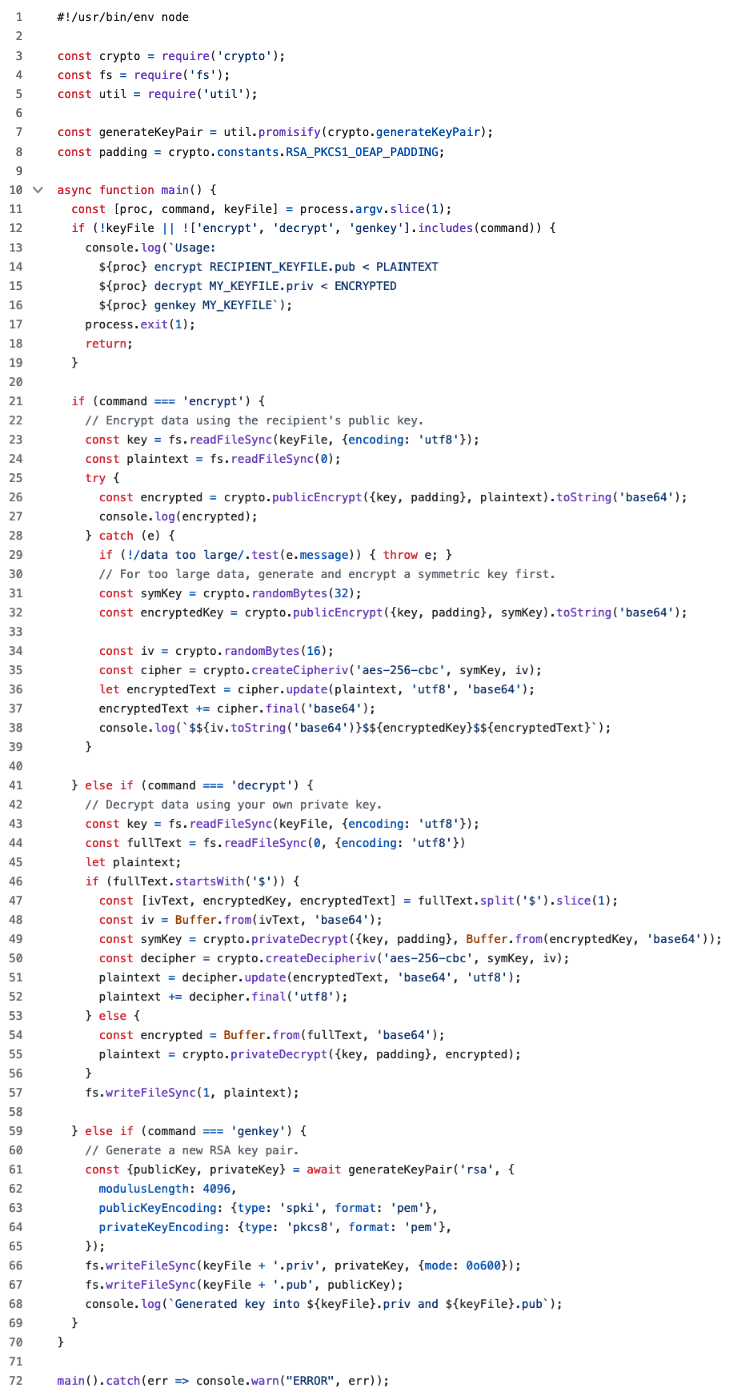 1 #!/usr/bin/env node
2
3 const crypto = require('crypto');
4 const fs = require('fs');
5 const util = require('util');
6
7 const generateKeyPair = util.promisify(crypto.generateKeyPair);
8 const padding = crypto.constants.RSA_PKCS1_OEAP_PADDING;
9
10 async function main() {
11   const [proc, command, keyFile] = process.argv.slice(1);
12   if (!keyFile || !['encrypt', 'decrypt', 'genkey'].includes(command)) {
13     console.log(`Usage:
14       ${proc} encrypt RECIPIENT_KEYFILE.pub < PLAINTEXT
15       ${proc} decrypt MY_KEYFILE.priv < ENCRYPTED
16       ${proc} genkey MY_KEYFILE`);
17     process.exit(1);
18     return;
19   }
20
21   if (command === 'encrypt') {
22     // Encrypt data using the recipient's public key.
23     const key = fs.readFileSync(keyFile, {encoding: 'utf8'});
24     const plaintext = fs.readFileSync(0);
25     try {
26       const encrypted = crypto.publicEncrypt({key, padding}, plaintext).toString('base64');
27       console.log(encrypted);
28     } catch (e) {
29       if (!/data too large/.test(e.message)) { throw e; }
30       // For too large data, generate and encrypt a symmetric key first.
31       const symKey = crypto.randomBytes(32);
32       const encryptedKey = crypto.publicEncrypt({key, padding}, symKey).toString('base64');
33
34       const iv = crypto.randomBytes(16);
35       const cipher = crypto.createCipheriv('aes-256-cbc', symKey, iv);
36       let encryptedText = cipher.update(plaintext, 'utf8', 'base64');
37       encryptedText += cipher.final('base64');
38       console.log(`$${iv.toString('base64')}$${encryptedKey}$${encryptedText}`);
39     }
40
41   } else if (command === 'decrypt') {
42     // Decrypt data using your own private key.
43     const key = fs.readFileSync(keyFile, {encoding: 'utf8'});
44     const fullText = fs.readFileSync(0, {encoding: 'utf8'})
45     let plaintext;
46     if (fullText.startsWith('$')) {
47       const [ivText, encryptedKey, encryptedText] = fullText.split('$').slice(1);
48       const iv = Buffer.from(ivText, 'base64');
49       const symKey = crypto.privateDecrypt({key, padding}, Buffer.from(encryptedKey, 'base64'));
50       const decipher = crypto.createDecipheriv('aes-256-cbc', symKey, iv);
51       plaintext = decipher.update(encryptedText, 'base64', 'utf8');
52       plaintext += decipher.final('utf8');
53     } else {
54       const encrypted = Buffer.from(fullText, 'base64');
55       plaintext = crypto.privateDecrypt({key, padding}, encrypted);
56     }
57     fs.writeFileSync(1, plaintext);
58
59   } else if (command === 'genkey') {
60     // Generate a new RSA key pair.
61     const {publicKey, privateKey} = await generateKeyPair('rsa', {
62       modulusLength: 4096,
63       publicKeyEncoding: {type: 'spki', format: 'pem'},
64       privateKeyEncoding: {type: 'pkcs8', format: 'pem'},
65     });
66     fs.writeFileSync(keyFile + '.priv', privateKey, {mode: 0o600});
67     fs.writeFileSync(keyFile + '.pub', publicKey);
68     console.log(`Generated key into ${keyFile}.priv and ${keyFile}.pub`);
69   }
70 }
71
72 main().catch(err => console.warn("ERROR", err));